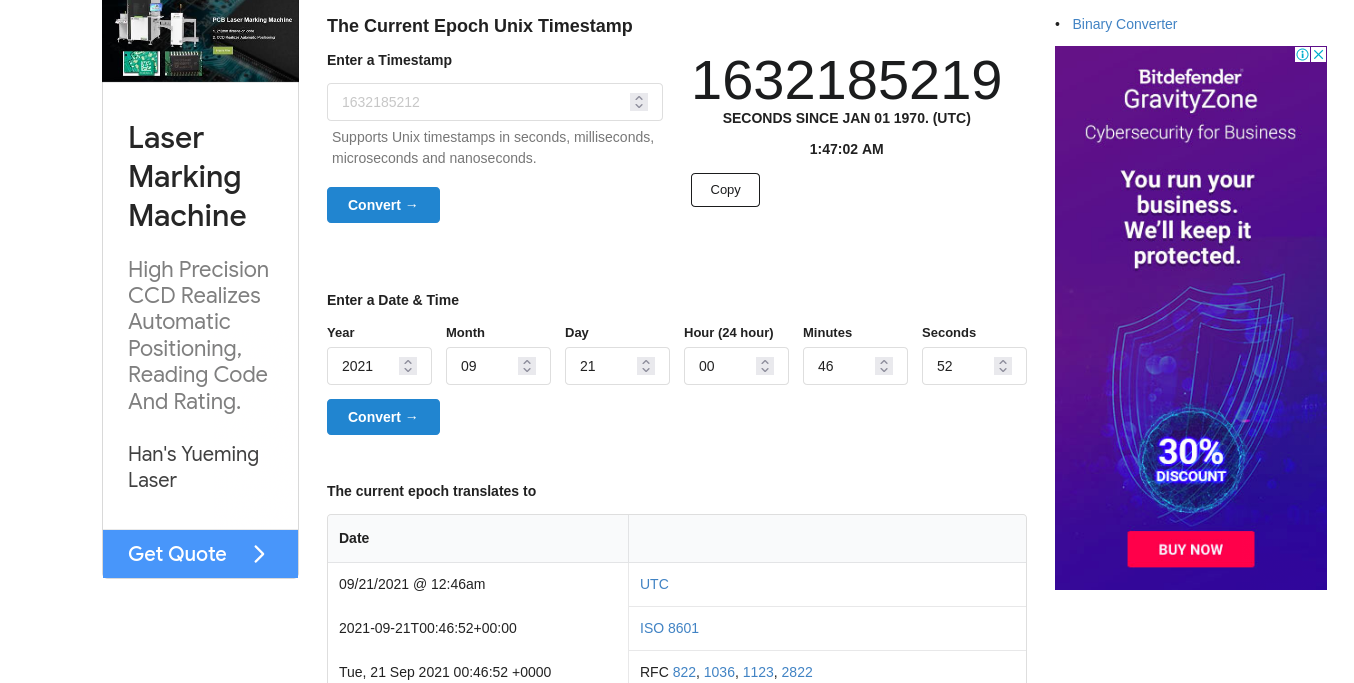 PCB Laser Marking Machine
Laser
Marking
Machine
High Precision
CCD Realizes
Automatic
Positioning,
Reading Code
And Rating.
Han's Yueming
Laser
Get Quote
The Current Epoch Unix Timestamp
Enter a Timestamp
1632185212
Supports Unix timestamps in seconds, milliseconds,
microseconds and nanoseconds.
Convert →
1632185219
SECONDS SINCE JAN 01 1970. (UTC)
1:47:02 AM
Copy
Enter a Date & Time
Year Month Day Hour (24 hour) Minutes Seconds
2021 09 21 00 46 52
Convert →
The current epoch translates to
Date
09/21/2021 @ 12:46am UTC
2021-09-21T00:46:52+00:00 ISO 8601
Tue, 21 Sep 2021 00:46:52 +0000 RFC 822, 1036, 1123, 2822
• Binary Converter
Bitdefender
GravityZone
Cybersecurity for Business
You run your
business.
We'll keep it
protected.
30%
DISCOUNT
BUY NOW